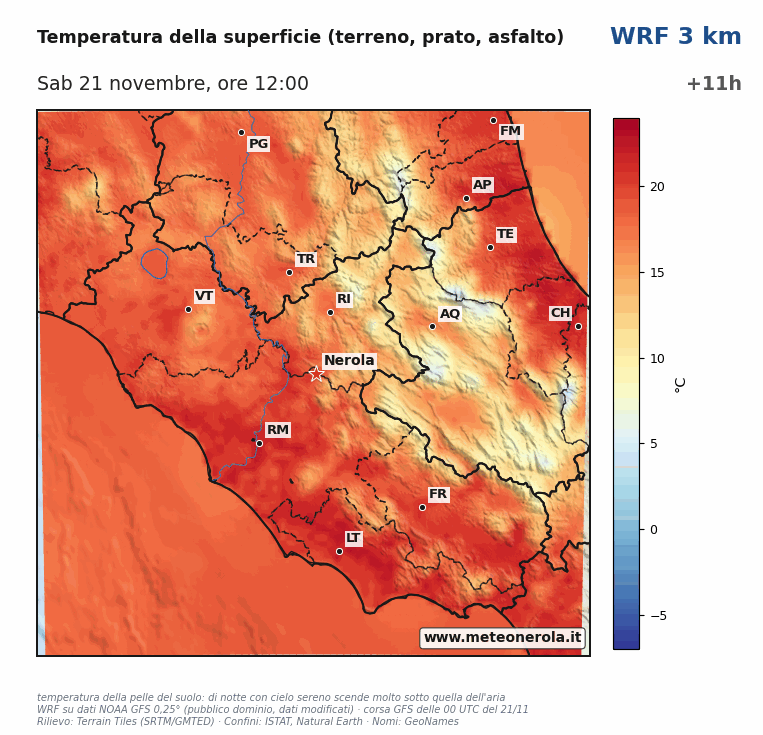 Temperatura della superficie (terreno, prato, asfalto)
WRF 3 km
Sab 21 novembre, ore 12:00
+11h
FM
PG
AP
TE
TR
VT
RI
AQ
CH
Nerola
RM
FR
LT
20
15
10
5
0
−5
°C
www.meteonerola.it
temperatura della pelle del suolo: di notte con cielo sereno scende molto sotto quella dell'aria
WRF su dati NOAA GFS 0,25° (pubblico dominio, dati modificati) · corsa GFS delle 00 UTC del 21/11
Rilievo: Terrain Tiles (SRTM/GMTED) · Confini: ISTAT, Natural Earth · Nomi: GeoNames